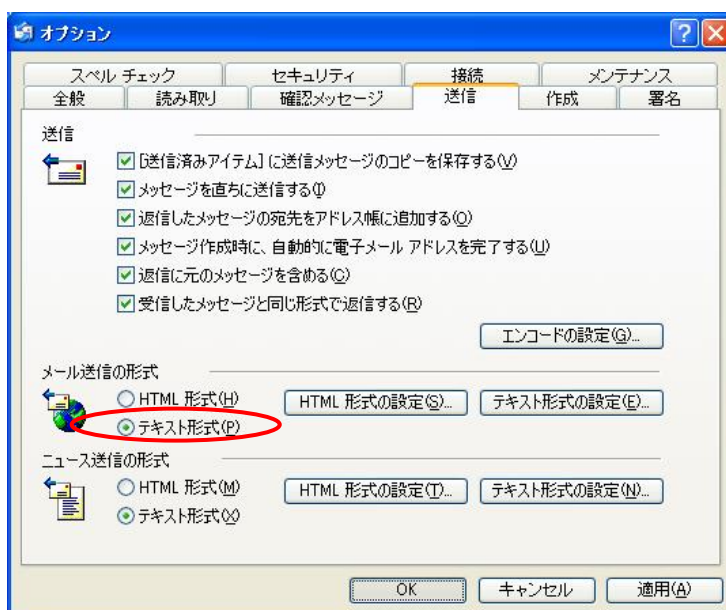 オプション
スペル チェック セキュリティ 接続 メンテナンス
全般 読み取り 確認メッセージ 送信 作成 署名
送信
[送信済みアイテム] に送信メッセージのコピーを保存する(V)
メッセージを直ちに送信する(I)
返信したメッセージの宛先をアドレス帳に追加する(O)
メッセージ作成時に、自動的に電子メール アドレスを完了する(U)
返信に元のメッセージを含める(C)
受信したメッセージと同じ形式で返信する(R)
エンコードの設定(G)...
メール送信の形式
HTML 形式(H) HTML 形式の設定(S)... テキスト形式の設定(E)...
テキスト形式(P)
ニュース送信の形式
HTML 形式(M) HTML 形式の設定(T)... テキスト形式の設定(N)...
テキスト形式(X)
OK キャンセル 適用(A)